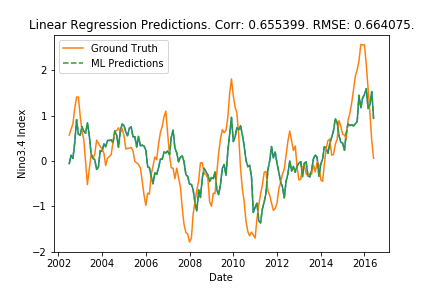 Linear Regression Predictions. Corr: 0.655399. RMSE: 0.664075.
Ground Truth
ML Predictions
Nino3.4 Index
2
1
0
−1
−2
2002 2004 2006 2008 2010 2012 2014 2016
Date